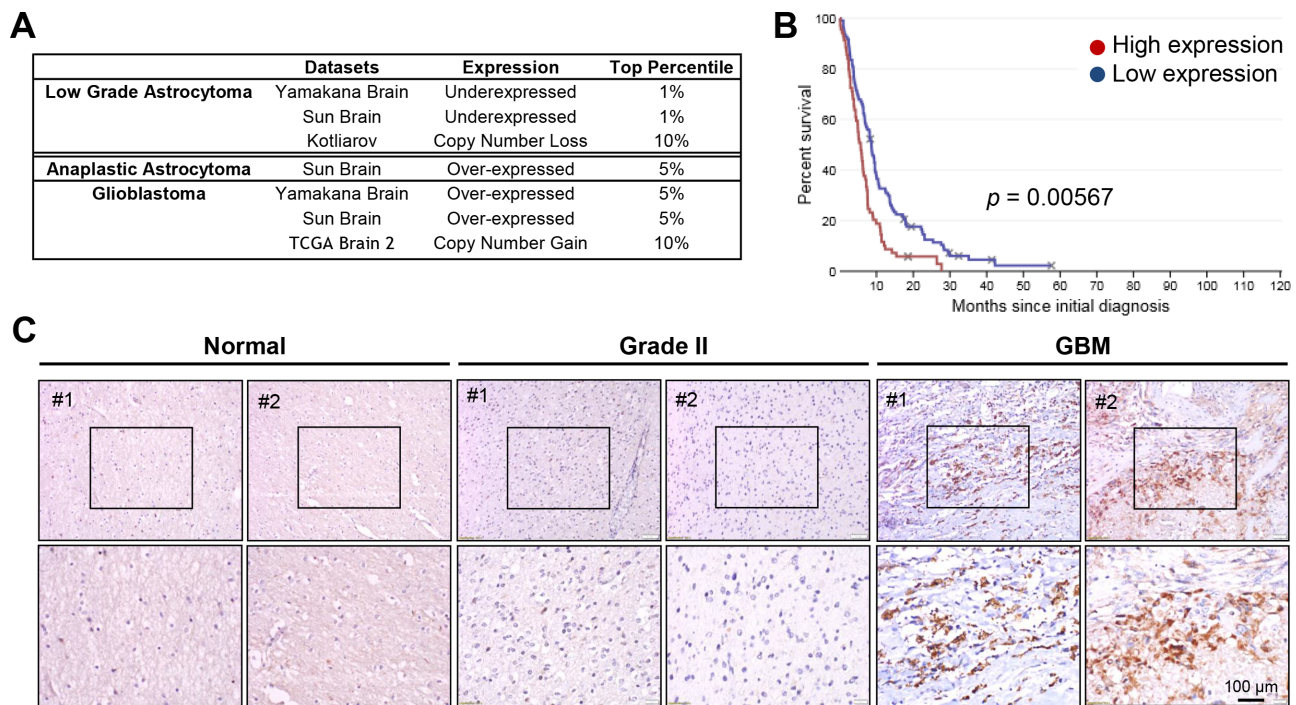 A
Datasets Expression Top Percentile
Low Grade Astrocytoma Yamakana Brain Underexpressed 1%
Sun Brain Underexpressed 1%
Kotliarov Copy Number Loss 10%
Anaplastic Astrocytoma Sun Brain Over-expressed 5%
Glioblastoma Yamakana Brain Over-expressed 5%
Sun Brain Over-expressed 5%
TCGA Brain 2 Copy Number Gain 10%
B
High expression
Low expression
p = 0.00567
Percent survival
100
80
60
40
20
0
10 20 30 40 50 60 70 80 90 100 110 120
Months since initial diagnosis
C
Normal Grade II GBM
#1 #2 #1 #2 #1 #2
100 µm